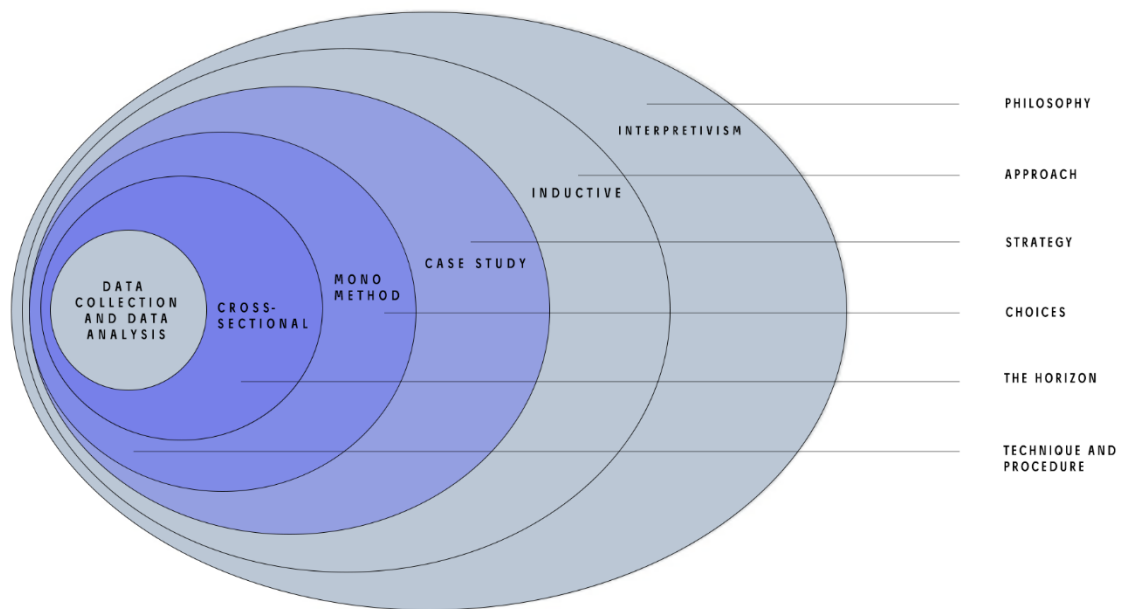 PHILOSOPHY
INTERPRETIVISM
APPROACH
INDUCTIVE
STRATEGY
CASE STUDY
MONO
METHOD
DATA
COLLECTION
AND DATA
ANALYSIS
CROSS-
SECTIONAL
CHOICES
THE HORIZON
TECHNIQUE AND
PROCEDURE